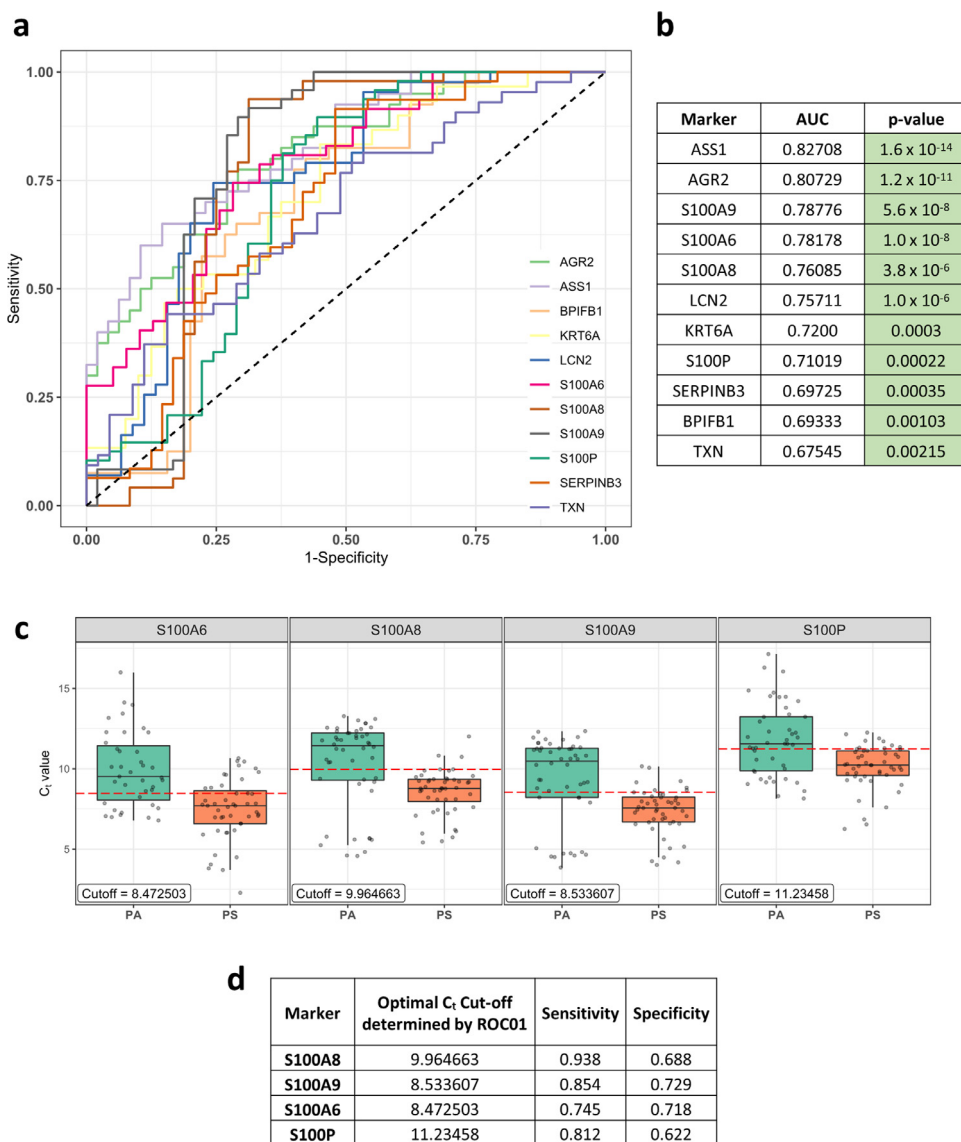 a
1.00
0.75
0.50
0.25
0.00
Sensitivity
0.00 0.25 0.50 0.75 1.00
1-Specificity
AGR2
ASS1
BPIFB1
KRT6A
LCN2
S100A6
S100A8
S100A9
S100P
SERPINB3
TXN
b
Marker AUC p-value
ASS1 0.82708 1.6 x 10⁻¹⁴
AGR2 0.80729 1.2 x 10⁻¹¹
S100A9 0.78776 5.6 x 10⁻⁸
S100A6 0.78178 1.0 x 10⁻⁸
S100A8 0.76085 3.8 x 10⁻⁶
LCN2 0.75711 1.0 x 10⁻⁶
KRT6A 0.7200 0.0003
S100P 0.71019 0.00022
SERPINB3 0.69725 0.00035
BPIFB1 0.69333 0.00103
TXN 0.67545 0.00215
c
S100A6 S100A8 S100A9 S100P
15
10
5
Cₜ value
Cutoff = 8.472503 Cutoff = 9.964663 Cutoff = 8.533607 Cutoff = 11.23458
PA PS PA PS PA PS PA PS
d
Marker Optimal Cₜ Cut-off Sensitivity Specificity
determined by ROC01
S100A8 9.964663 0.938 0.688
S100A9 8.533607 0.854 0.729
S100A6 8.472503 0.745 0.718
S100P 11.23458 0.812 0.622